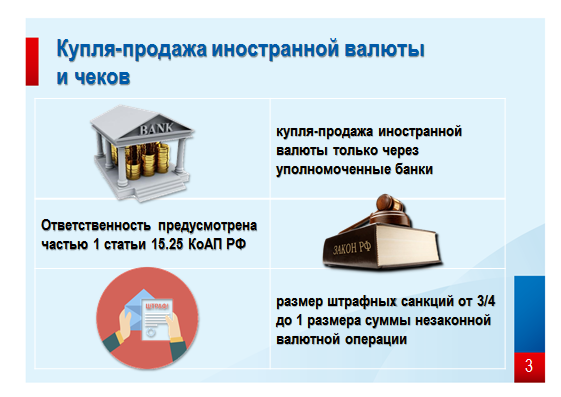 Купля-продажа иностранной валюты
и чеков
BANK
купля-продажа иностранной
валюты только через
уполномоченные банки
Ответственность предусмотрена
частью 1 статьи 15.25 КоАП РФ
ЗАКОН РФ
ШТРАФ!
размер штрафных санкций от 3/4
до 1 размера суммы незаконной
валютной операции
3